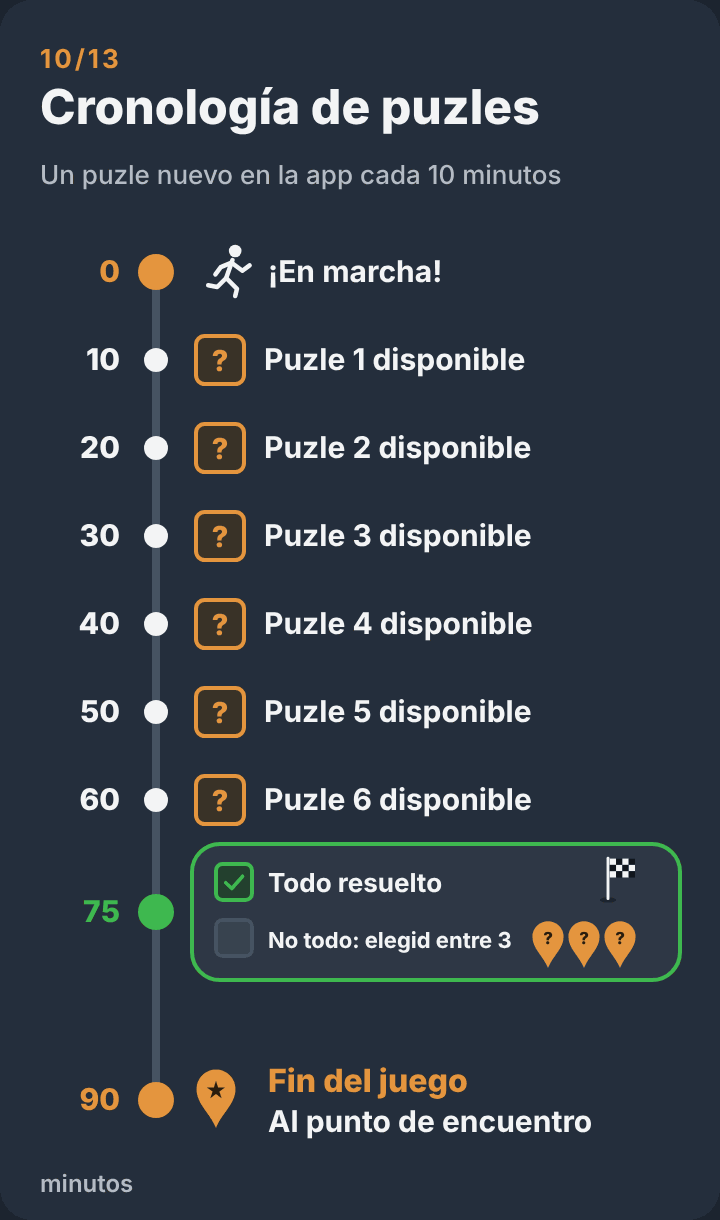 10/13
Cronología de puzles
Un puzle nuevo en la app cada 10 minutos
0 ¡En marcha!
10 ? Puzle 1 disponible
20 ? Puzle 2 disponible
30 ? Puzle 3 disponible
40 ? Puzle 4 disponible
50 ? Puzle 5 disponible
60 ? Puzle 6 disponible
Todo resuelto
75
No todo: elegid entre 3 ? ? ?
Fin del juego
90
Al punto de encuentro
minutos